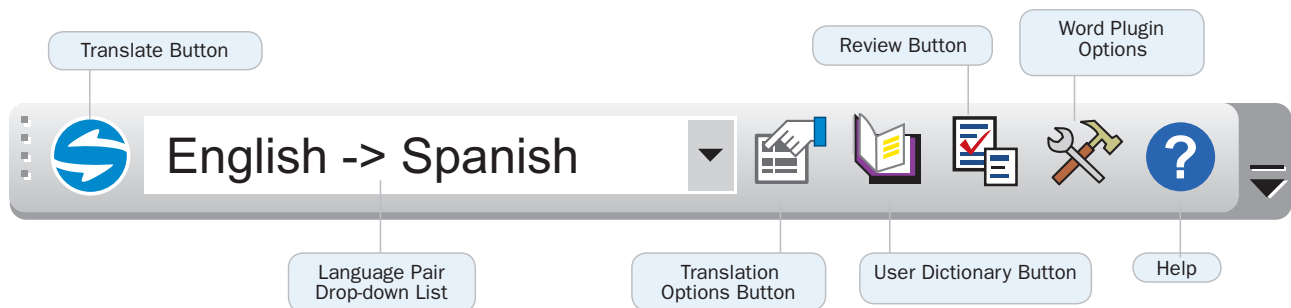 Translate Button
Review Button
Word Plugin
Options
English -> Spanish
?
Language Pair
Drop-down List
Translation
Options Button
User Dictionary Button
Help